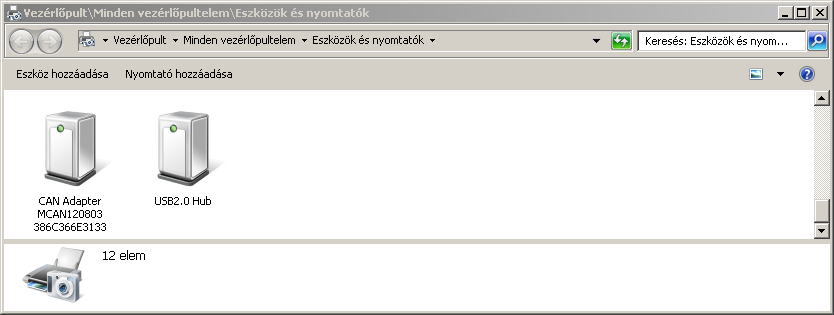 Vezérlőpult\Minden vezérlőpultelem\Eszközök és nyomtatók
Vezérlőpult Minden vezérlőpultelem Eszközök és nyomtatók
Keresés: Eszközök és nyom...
Eszköz hozzáadása Nyomtató hozzáadása
CAN Adapter
MCAN120803
386C366E3133
USB2.0 Hub
12 elem